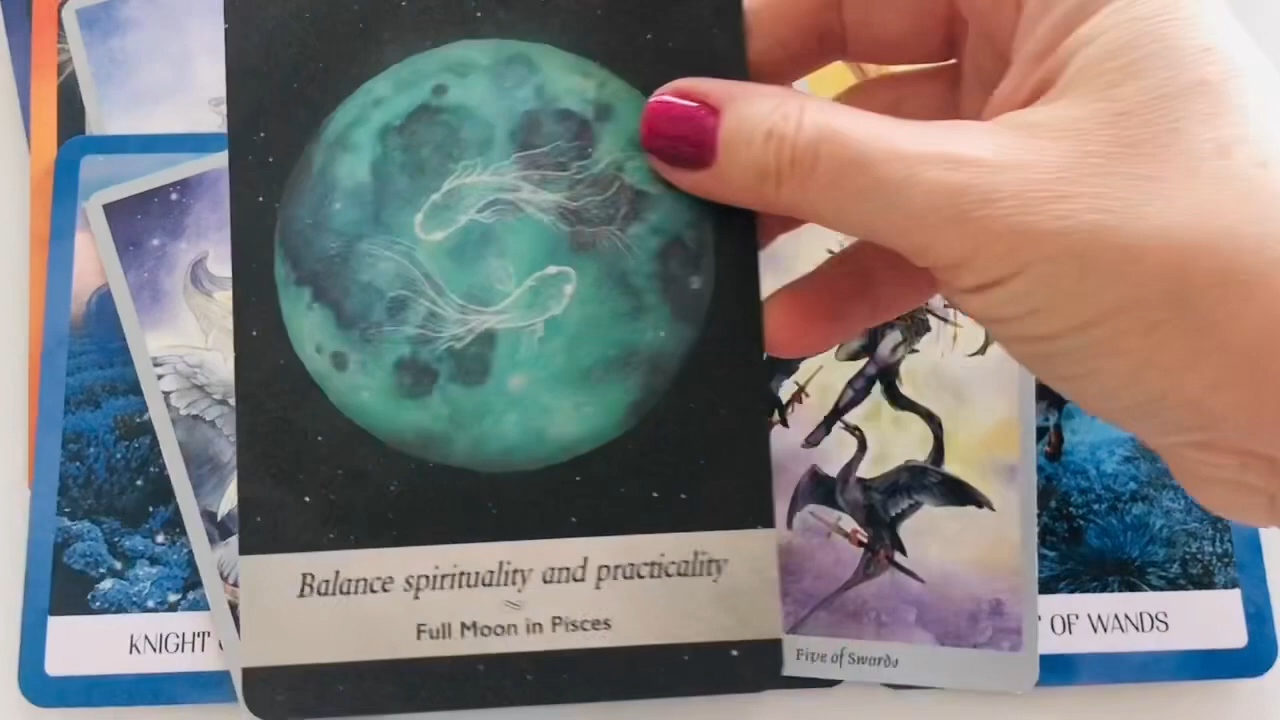 Balance spirituality and practicality
Full Moon in Pisces
KNIGHT
Five of Swords
OF WANDS